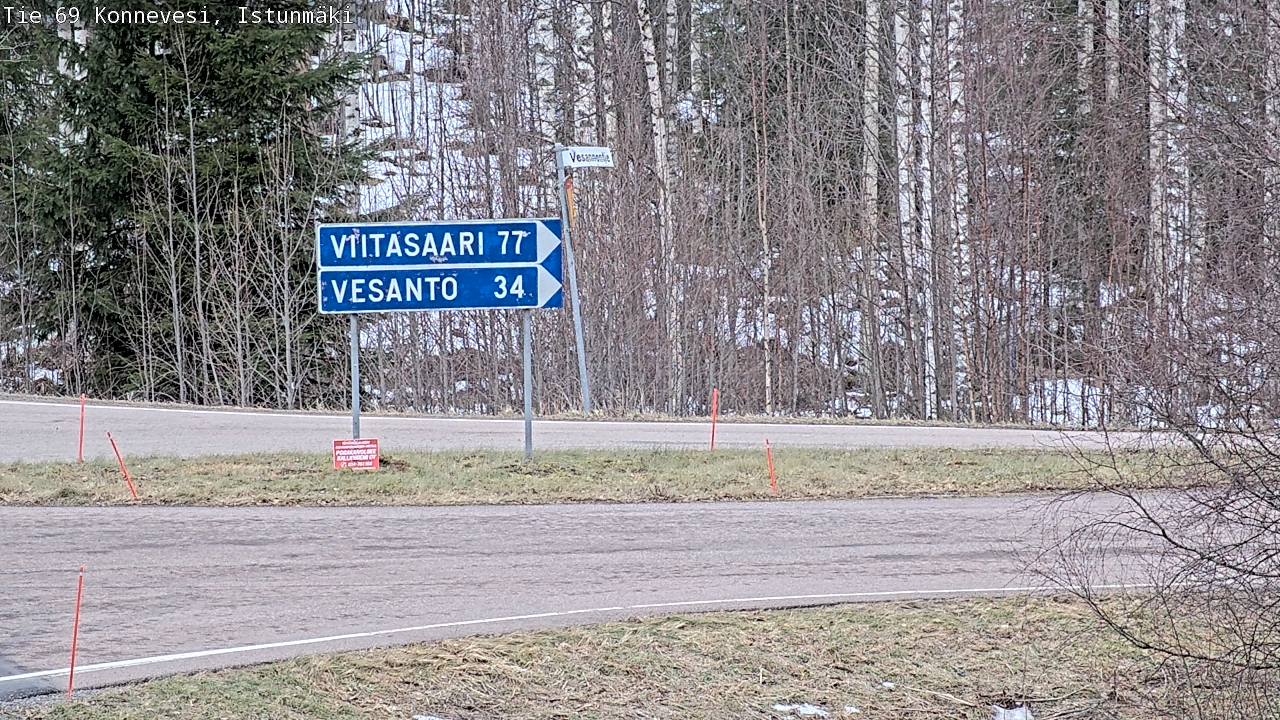 Tie 69 Konnevesi, Istunmäki
Vesannontie
VIITASAARI 77
VESANTO 34